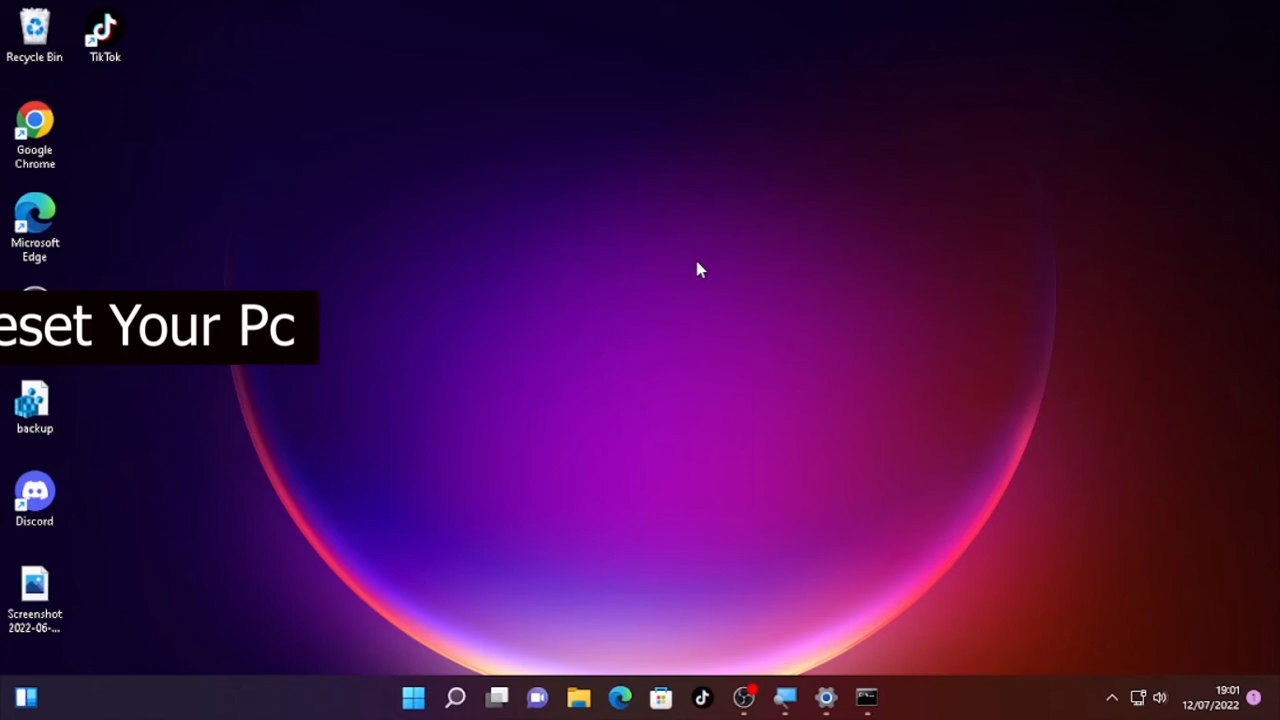 Recycle Bin
TikTok
Google
Chrome
Microsoft
Edge
eset Your Pc
backup
Discord
Screenshot
2022-06-...
19:01
12/07/2022
1